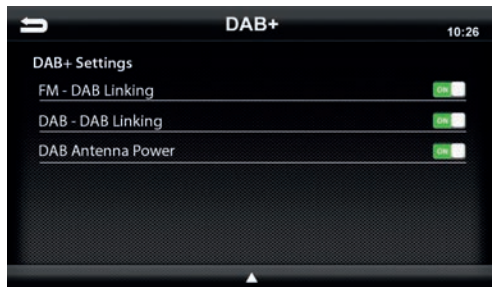 DAB+
10:26
DAB+ Settings
FM - DAB Linking ON
DAB - DAB Linking ON
DAB Antenna Power ON